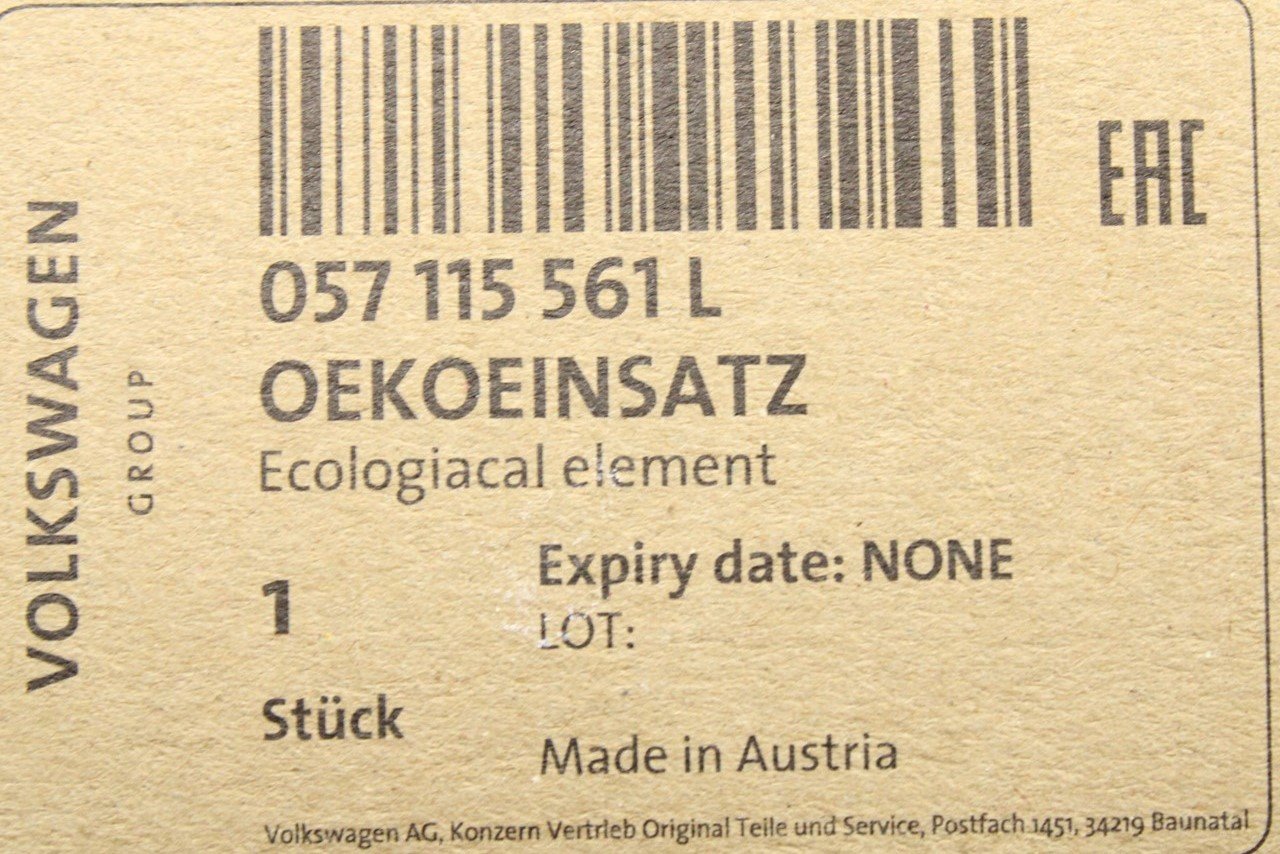 VOLKSWAGEN
GROUP
EAC
057 115 561 L
OEKOEINSATZ
Ecologiacal element
1
Expiry date: NONE
LOT:
Stück
Made in Austria
Volkswagen AG, Konzern Vertrieb Original Teile und Service, Postfach 1451, 34219 Baunatal